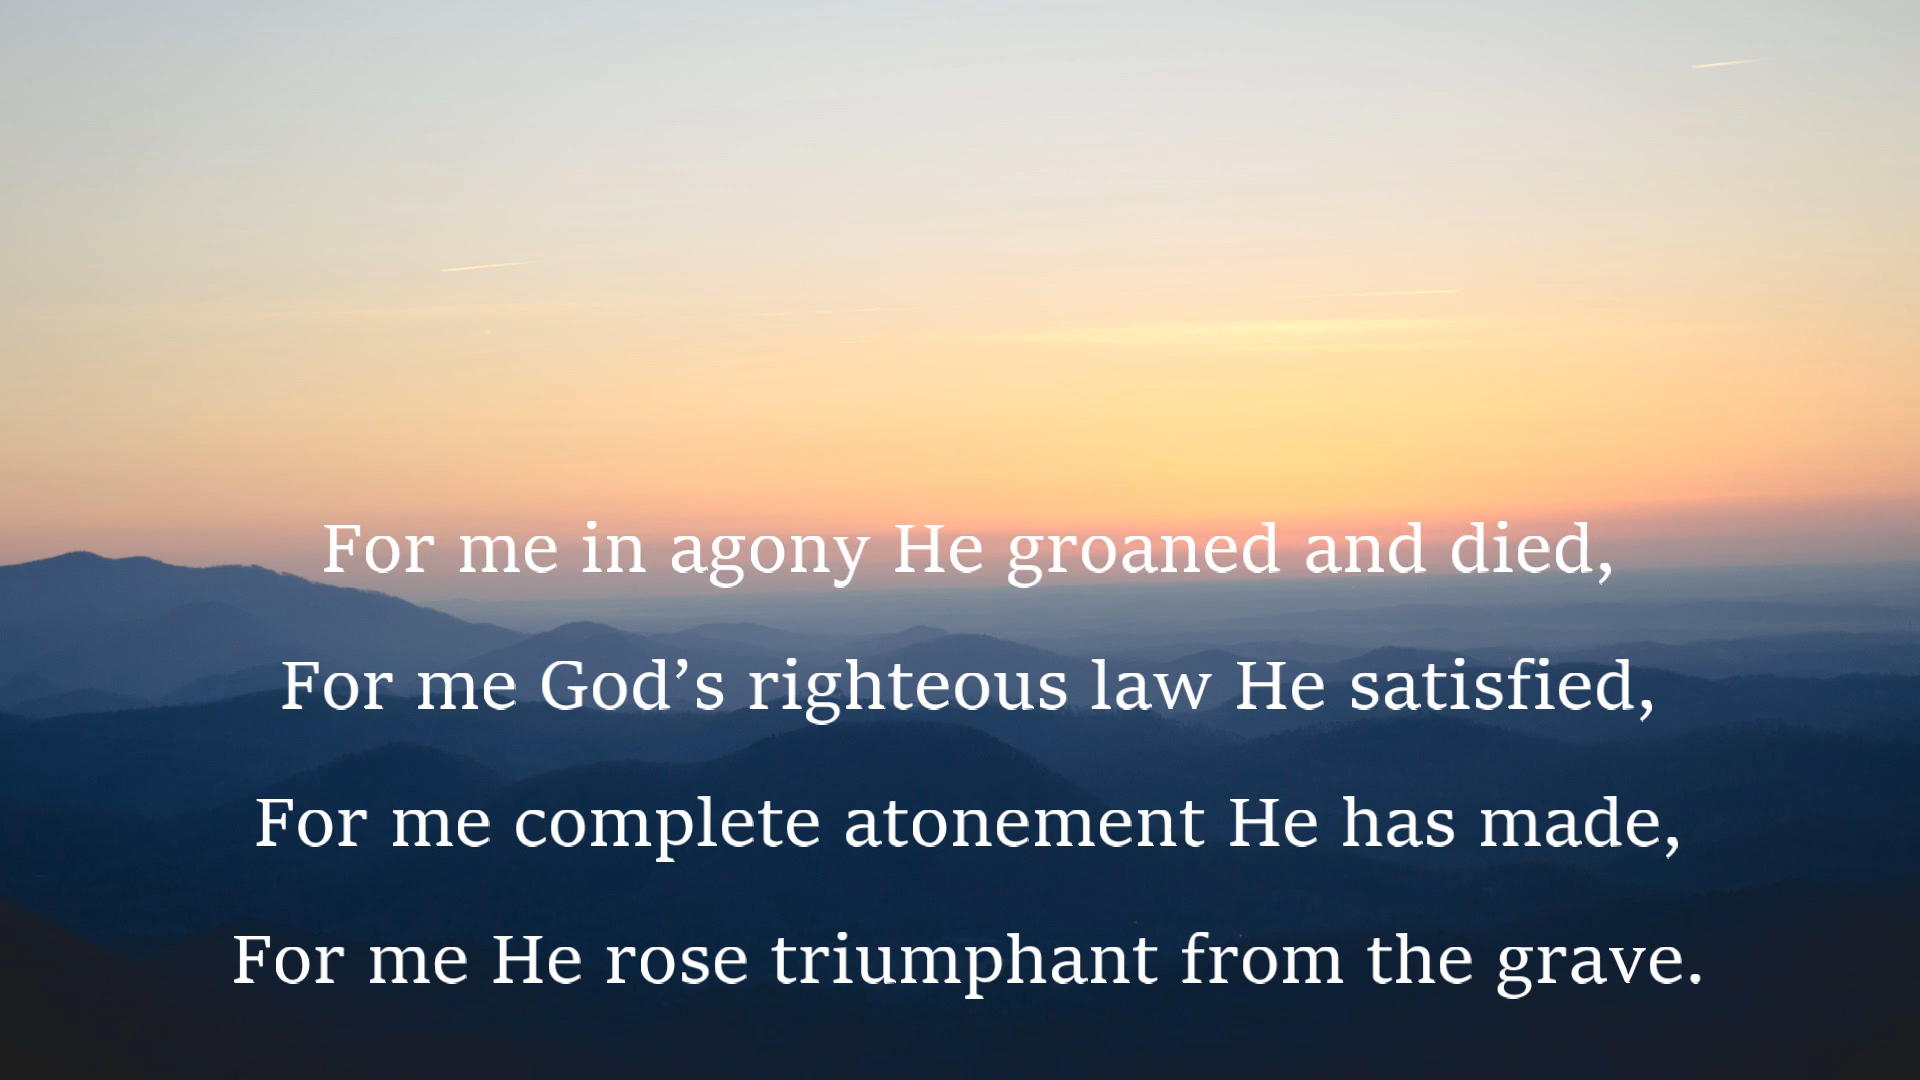 For me in agony He groaned and died,
For me God’s righteous law He satisfied,
For me complete atonement He has made,
For me He rose triumphant from the grave.